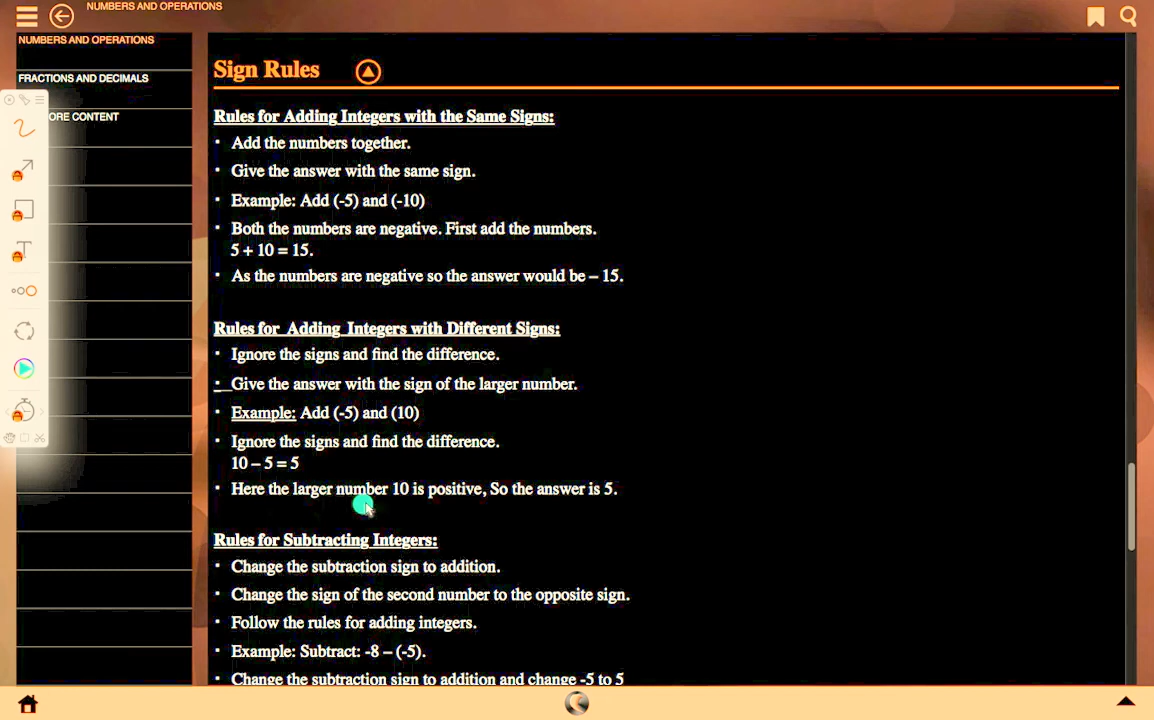 NUMBERS AND OPERATIONS
NUMBERS AND OPERATIONS
FRACTIONS AND DECIMALS
ORE CONTENT
Sign Rules
Rules for Adding Integers with the Same Signs:
· Add the numbers together.
· Give the answer with the same sign.
· Example: Add (-5) and (-10)
· Both the numbers are negative. First add the numbers.
5 + 10 = 15.
· As the numbers are negative so the answer would be – 15.
Rules for Adding Integers with Different Signs:
· Ignore the signs and find the difference.
· Give the answer with the sign of the larger number.
· Example: Add (-5) and (10)
· Ignore the signs and find the difference.
10 – 5 = 5
· Here the larger number 10 is positive, So the answer is 5.
Rules for Subtracting Integers:
· Change the subtraction sign to addition.
· Change the sign of the second number to the opposite sign.
· Follow the rules for adding integers.
· Example: Subtract: -8 – (-5).
· Change the subtraction sign to addition and change -5 to 5